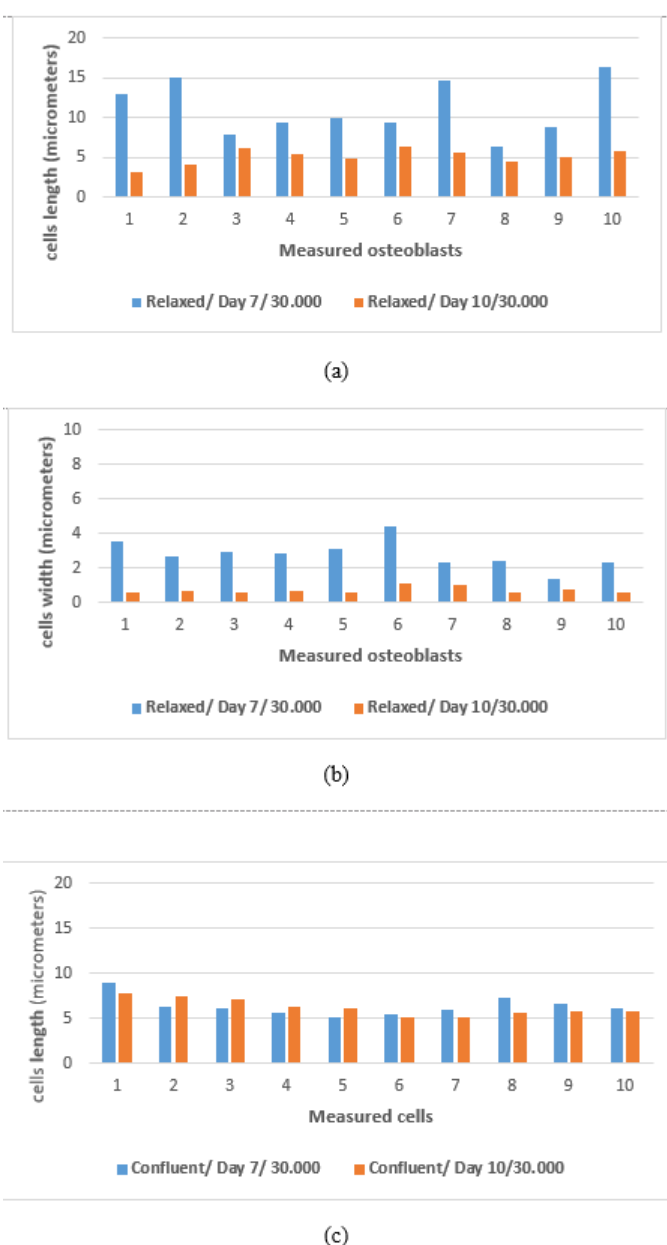 20
15
10
5
0
cells length (micrometers)
1 2 3 4 5 6 7 8 9 10
Measured osteoblasts
Relaxed/ Day 7/ 30.000 Relaxed/ Day 10/30.000
(a)
10
8
6
4
2
0
cells width (micrometers)
1 2 3 4 5 6 7 8 9 10
Measured osteoblasts
Relaxed/ Day 7/ 30.000 Relaxed/ Day 10/30.000
(b)
20
15
10
5
0
cells length (micrometers)
1 2 3 4 5 6 7 8 9 10
Measured cells
Confluent/ Day 7/ 30.000 Confluent/ Day 10/30.000
(c)